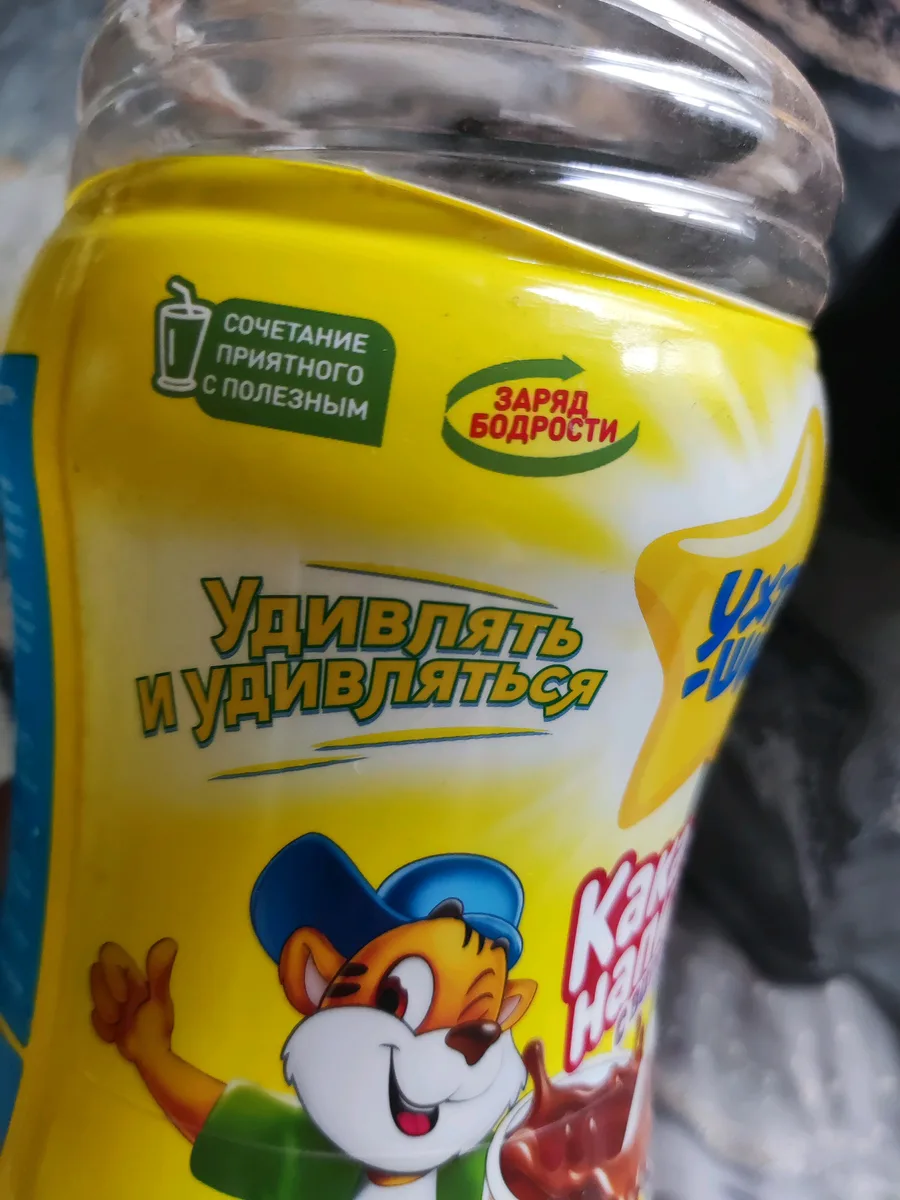 СОЧЕТАНИЕ
ПРИЯТНОГО
С ПОЛЕЗНЫМ
ЗАРЯД
БОДРОСТИ
Удивлять
и удивляться